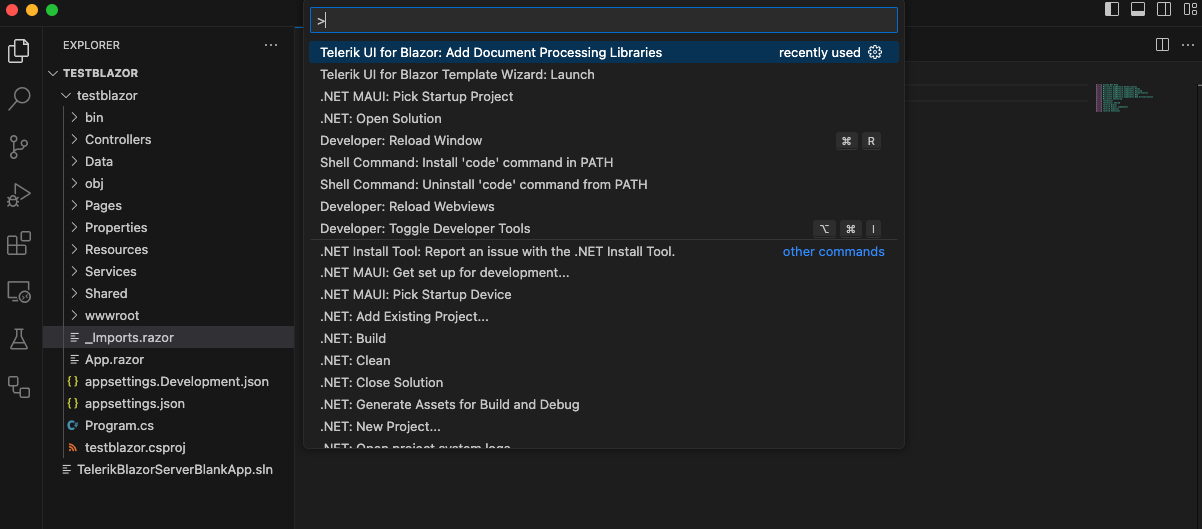 >
EXPLORER
TESTBLAZOR
testblazor
bin
Controllers
Data
obj
Pages
Properties
Resources
Services
Shared
wwwroot
_Imports.razor
App.razor
{} appsettings.Development.json
{} appsettings.json
C# Program.cs
testblazor.csproj
TelerikBlazorServerBlankApp.sln
Telerik UI for Blazor: Add Document Processing Libraries recently used
Telerik UI for Blazor Template Wizard: Launch
.NET MAUI: Pick Startup Project
.NET: Open Solution
Developer: Reload Window ⌘ R
Shell Command: Install 'code' command in PATH
Shell Command: Uninstall 'code' command from PATH
Developer: Reload Webviews
Developer: Toggle Developer Tools ⌥ ⌘ I
.NET Install Tool: Report an issue with the .NET Install Tool. other commands
.NET MAUI: Get set up for development...
.NET MAUI: Pick Startup Device
.NET: Add Existing Project...
.NET: Build
.NET: Clean
.NET: Close Solution
.NET: Generate Assets for Build and Debug
.NET: New Project...
.NET: Open project system logs